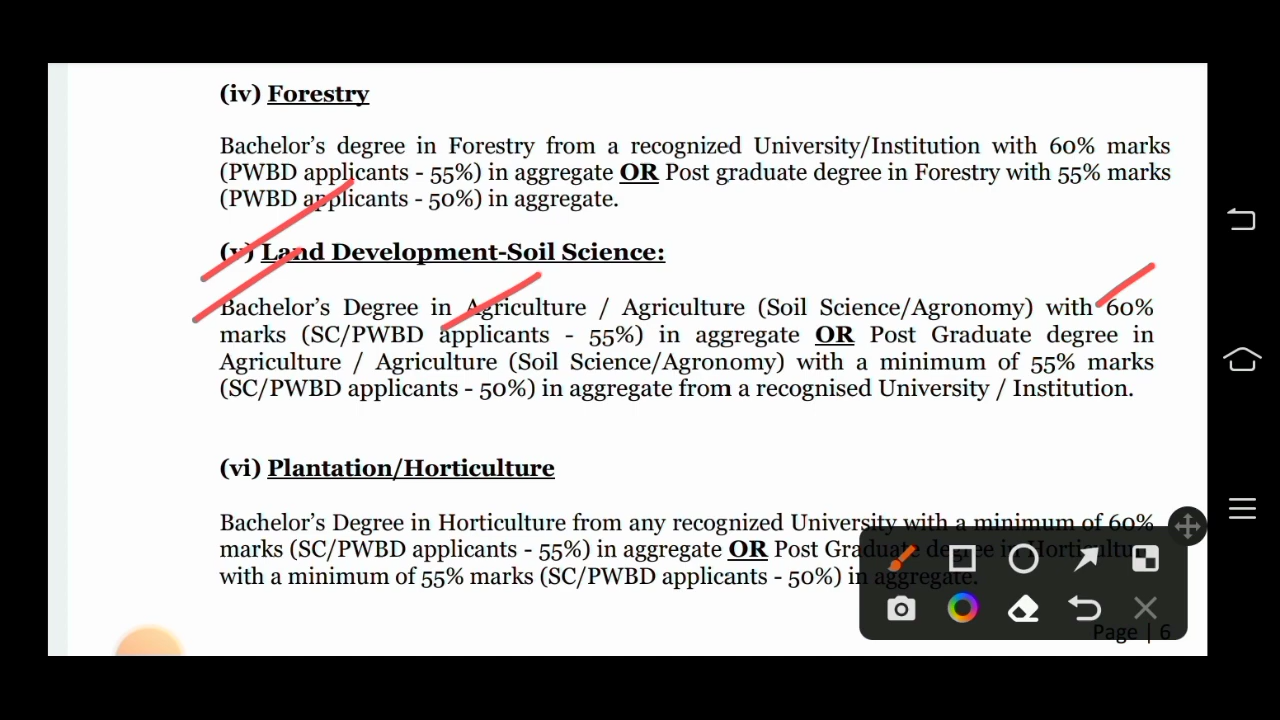 (iv) Forestry
Bachelor’s degree in Forestry from a recognized University/Institution with 60% marks
(PWBD applicants - 55%) in aggregate OR Post graduate degree in Forestry with 55% marks
(PWBD applicants - 50%) in aggregate.
(v) Land Development-Soil Science:
Bachelor’s Degree in Agriculture / Agriculture (Soil Science/Agronomy) with 60%
marks (SC/PWBD applicants - 55%) in aggregate OR Post Graduate degree in
Agriculture / Agriculture (Soil Science/Agronomy) with a minimum of 55% marks
(SC/PWBD applicants - 50%) in aggregate from a recognised University / Institution.
(vi) Plantation/Horticulture
Bachelor’s Degree in Horticulture from any recognized University with a minimum of 60%
marks (SC/PWBD applicants - 55%) in aggregate OR Post Graduate degree in Horticulture
with a minimum of 55% marks (SC/PWBD applicants - 50%) in aggregate.
Page | 6